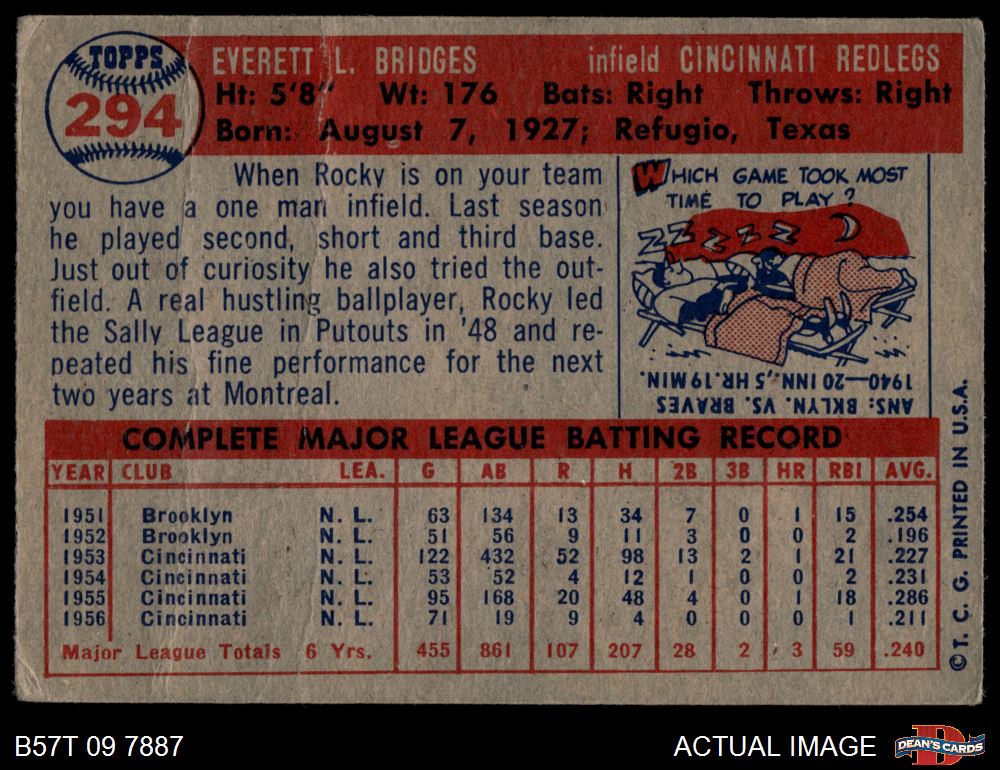 TOPPS
294
EVERETT L. BRIDGES infield CINCINNATI REDLEGS
Ht: 5'8" Wt: 176 Bats: Right Throws: Right
Born: August 7, 1927; Refugio, Texas
When Rocky is on your team
you have a one man infield. Last season
he played second, short and third base.
Just out of curiosity he also tried the out-
field. A real hustling ballplayer, Rocky led
the Sally League in Putouts in '48 and re-
peated his fine performance for the next
two years at Montreal.
WHICH GAME TOOK MOST
TIME TO PLAY?
ZZ ZZZ
ANS: BKLYN. VS. BRAVES
1940—20 INN., 5 HR. 19 MIN.
COMPLETE MAJOR LEAGUE BATTING RECORD
YEAR CLUB LEA. G AB R H 2B 3B HR RBI AVG.
1951 Brooklyn N. L. 63 134 13 34 7 0 1 15 .254
1952 Brooklyn N. L. 51 56 9 11 3 0 0 2 .196
1953 Cincinnati N. L. 122 432 52 98 13 2 1 21 .227
1954 Cincinnati N. L. 53 52 4 12 1 0 0 2 .231
1955 Cincinnati N. L. 95 168 20 48 4 0 1 18 .286
1956 Cincinnati N. L. 71 19 9 4 0 0 0 1 .211
Major League Totals 6 Yrs. 455 861 107 207 28 2 3 59 .240
© T. C. G. PRINTED IN U.S.A.
B57T 09 7887
ACTUAL IMAGE
D
DEAN'S CARDS